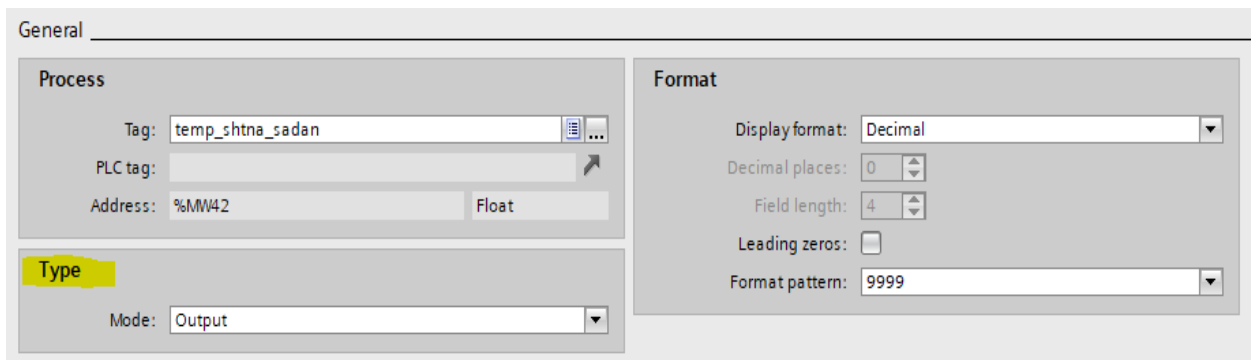 General
Process
Tag: temp_shtna_sadan ...
PLC tag:
Address: %MW42 Float
Type
Mode: Output
Format
Display format: Decimal
Decimal places: 0
Field length: 4
Leading zeros:
Format pattern: 9999